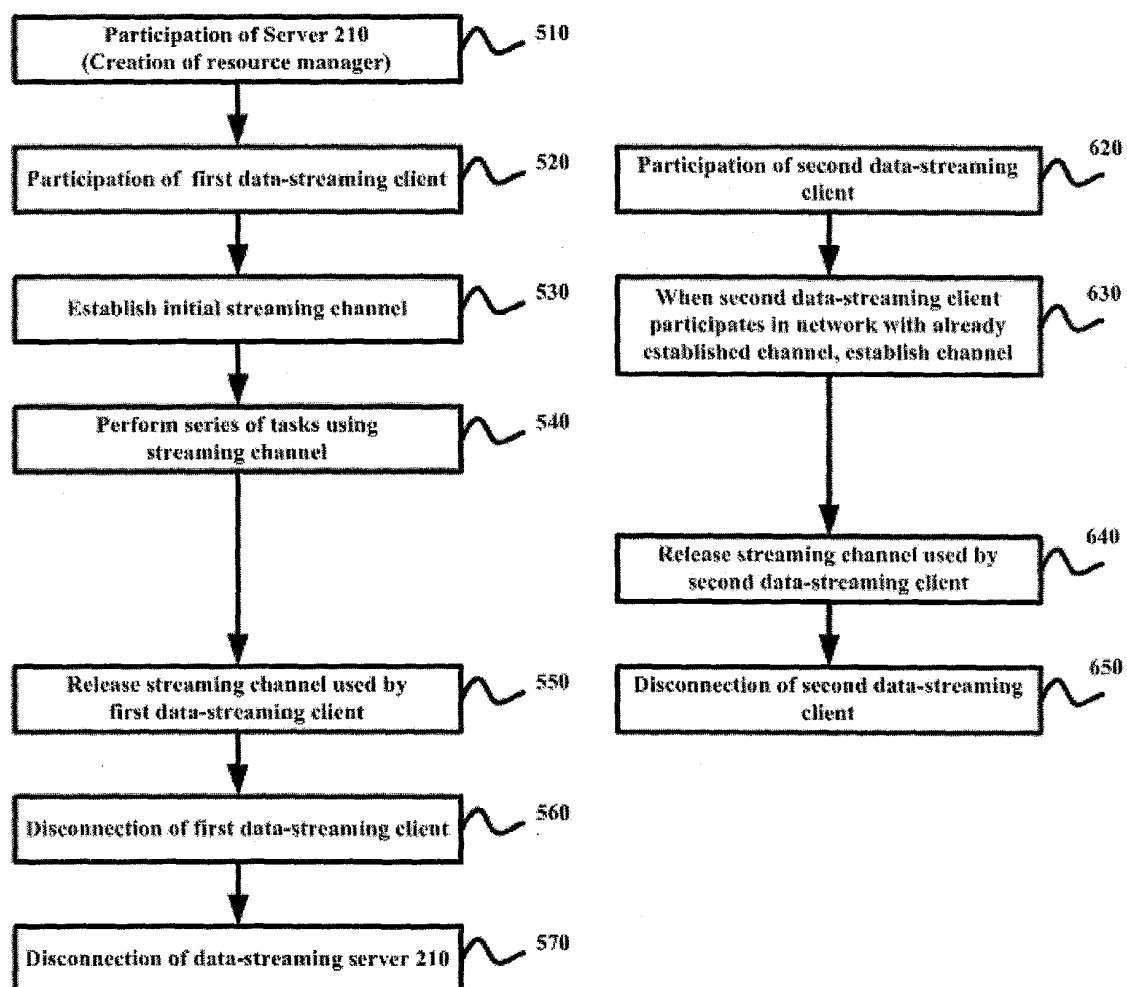 Participation of Server 210
(Creation of resource manager)
510
Participation of first data-streaming client
520
Establish initial streaming channel
530
Perform series of tasks using
streaming channel
540
Release streaming channel used by
first data-streaming client
550
Disconnection of first data-streaming client
560
Disconnection of data-streaming server 210
570
Participation of second data-streaming
client
620
When second data-streaming client
participates in network with already
established channel, establish channel
630
Release streaming channel used by
second data-streaming client
640
Disconnection of second data-streaming
client
650